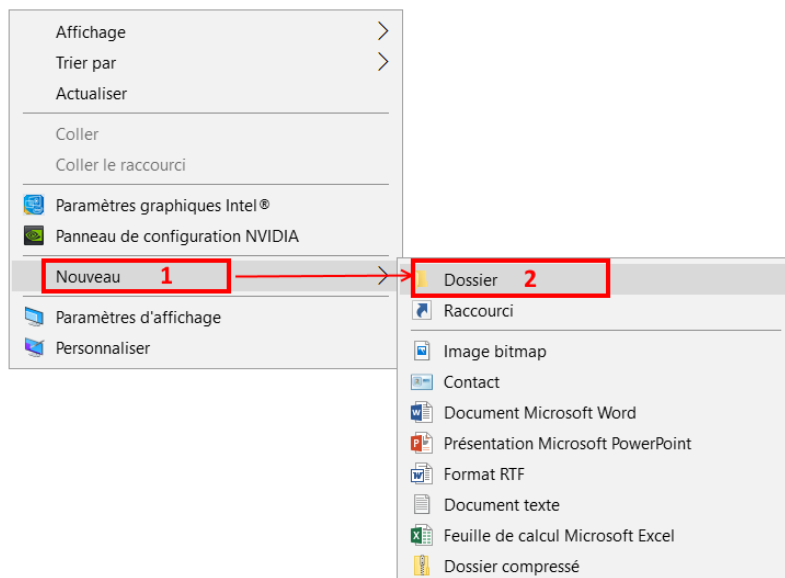 Affichage
Trier par
Actualiser
Coller
Coller le raccourci
Paramètres graphiques Intel®
Panneau de configuration NVIDIA
Nouveau 1
Paramètres d'affichage
Personnaliser
Dossier 2
Raccourci
Image bitmap
Contact
Document Microsoft Word
Présentation Microsoft PowerPoint
Format RTF
Document texte
Feuille de calcul Microsoft Excel
Dossier compressé